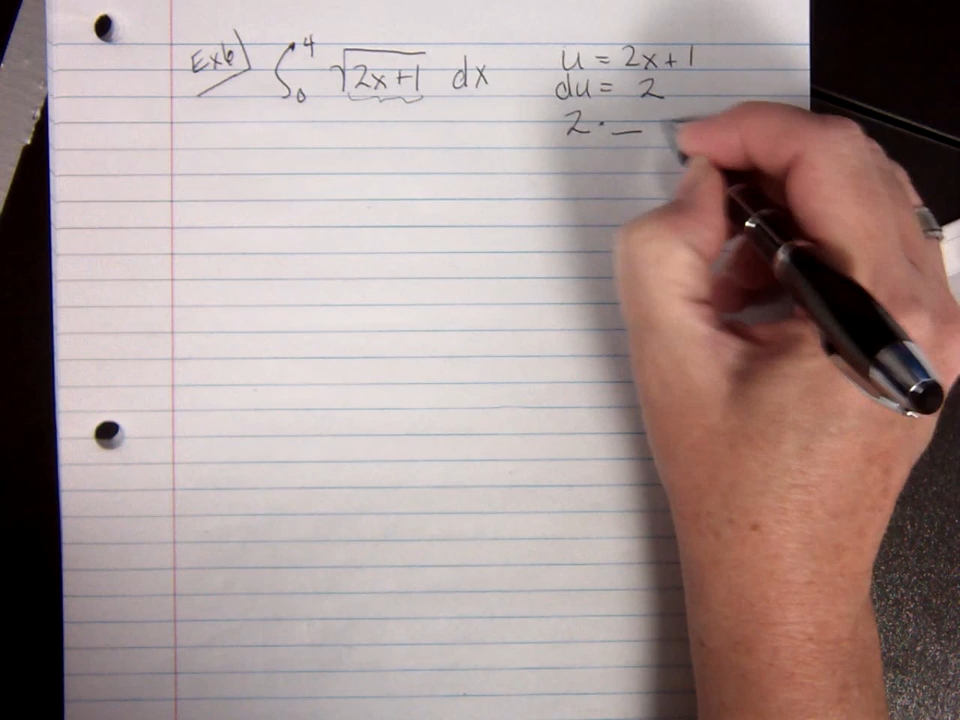 Ex6) ∫₀⁴ √(2x+1) dx
u = 2x+1
du = 2
2 · _